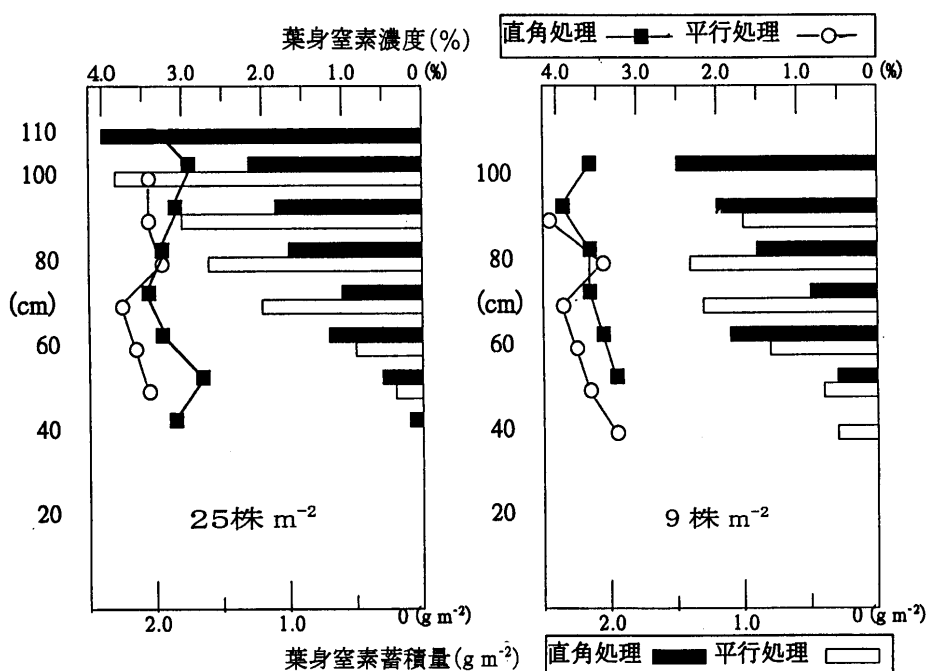 葉身窒素濃度(%)
直角処理 平行処理
4.0 3.0 2.0 1.0 0 (%)
4.0 3.0 2.0 1.0 0 (%)
110
100
80
(cm)
60
40
20
100
80
(cm)
60
40
20
25株 m⁻²
9 株 m⁻²
2.0 1.0 0 (g m⁻²)
2.0 1.0 0 (g m⁻²)
葉身窒素蓄積量(g m⁻²)
直角処理 平行処理